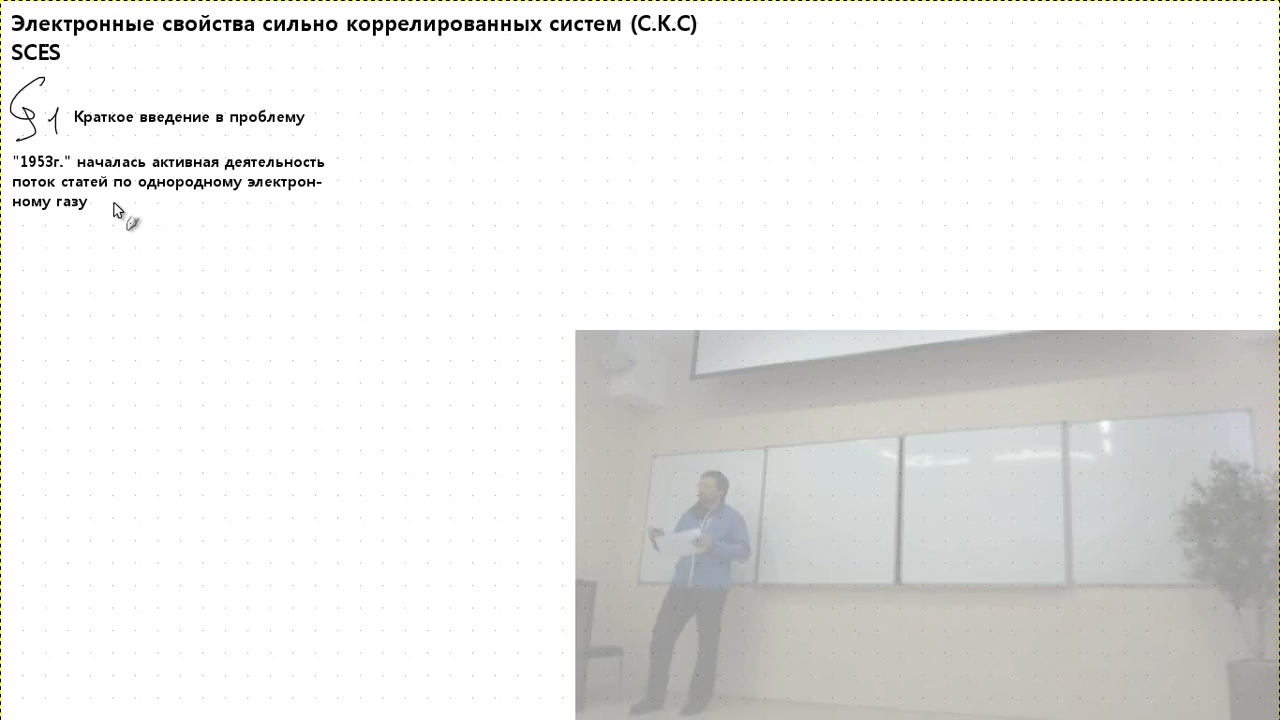 Электронные свойства сильно коррелированных систем (С.К.С)
SCES
§1 Краткое введение в проблему
"1953г." началась активная деятельность
поток статей по однородному электрон-
ному газу